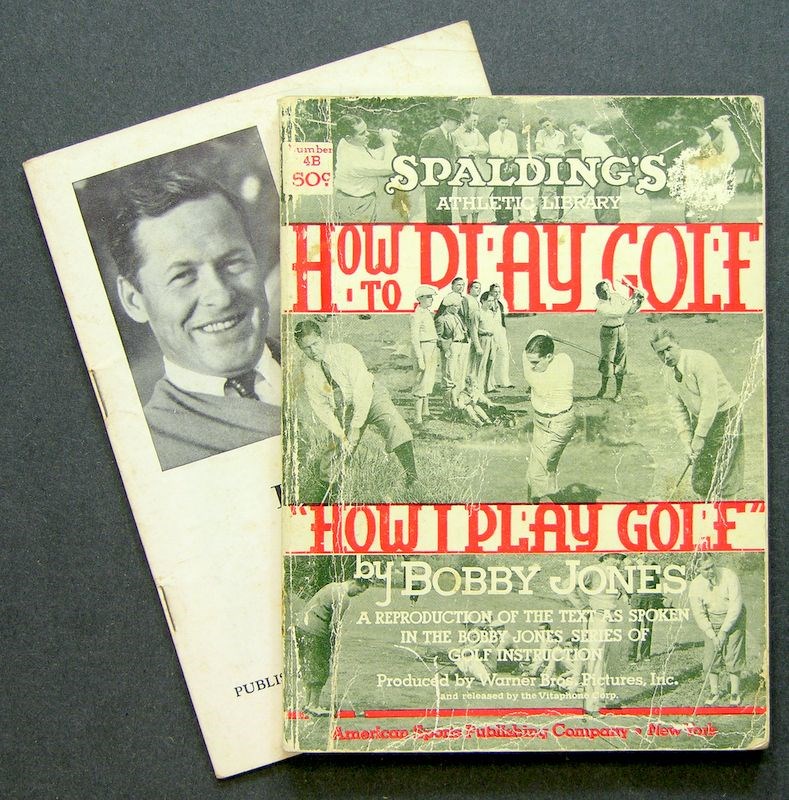 Number
4B
50¢
SPALDING'S
ATHLETIC LIBRARY
HOW TO PLAY GOLF
"HOW I PLAY GOLF"
by BOBBY JONES
A REPRODUCTION OF THE TEXT AS SPOKEN
IN THE BOBBY JONES SERIES OF
GOLF INSTRUCTION
Produced by Warner Bros. Pictures, Inc.
and released by the Vitaphone Corp.
American Sports Publishing Company • New York
PUBLIS